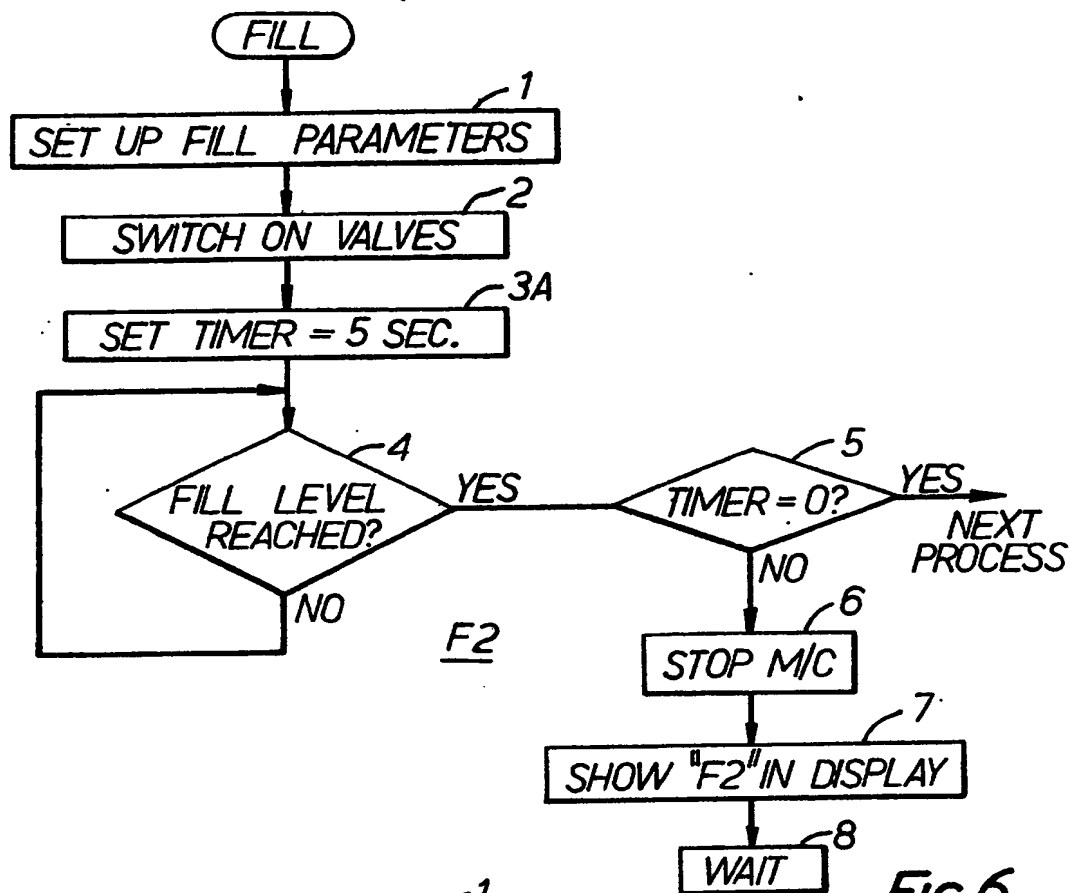 FILL
1
SET UP FILL PARAMETERS
2
SWITCH ON VALVES
3A
SET TIMER = 5 SEC.
4
FILL LEVEL
REACHED?
YES
NO
5
TIMER = 0?
YES
NEXT
PROCESS
NO
F2
6
STOP M/C
7
SHOW "F2" IN DISPLAY
8
WAIT
1
FIG.6